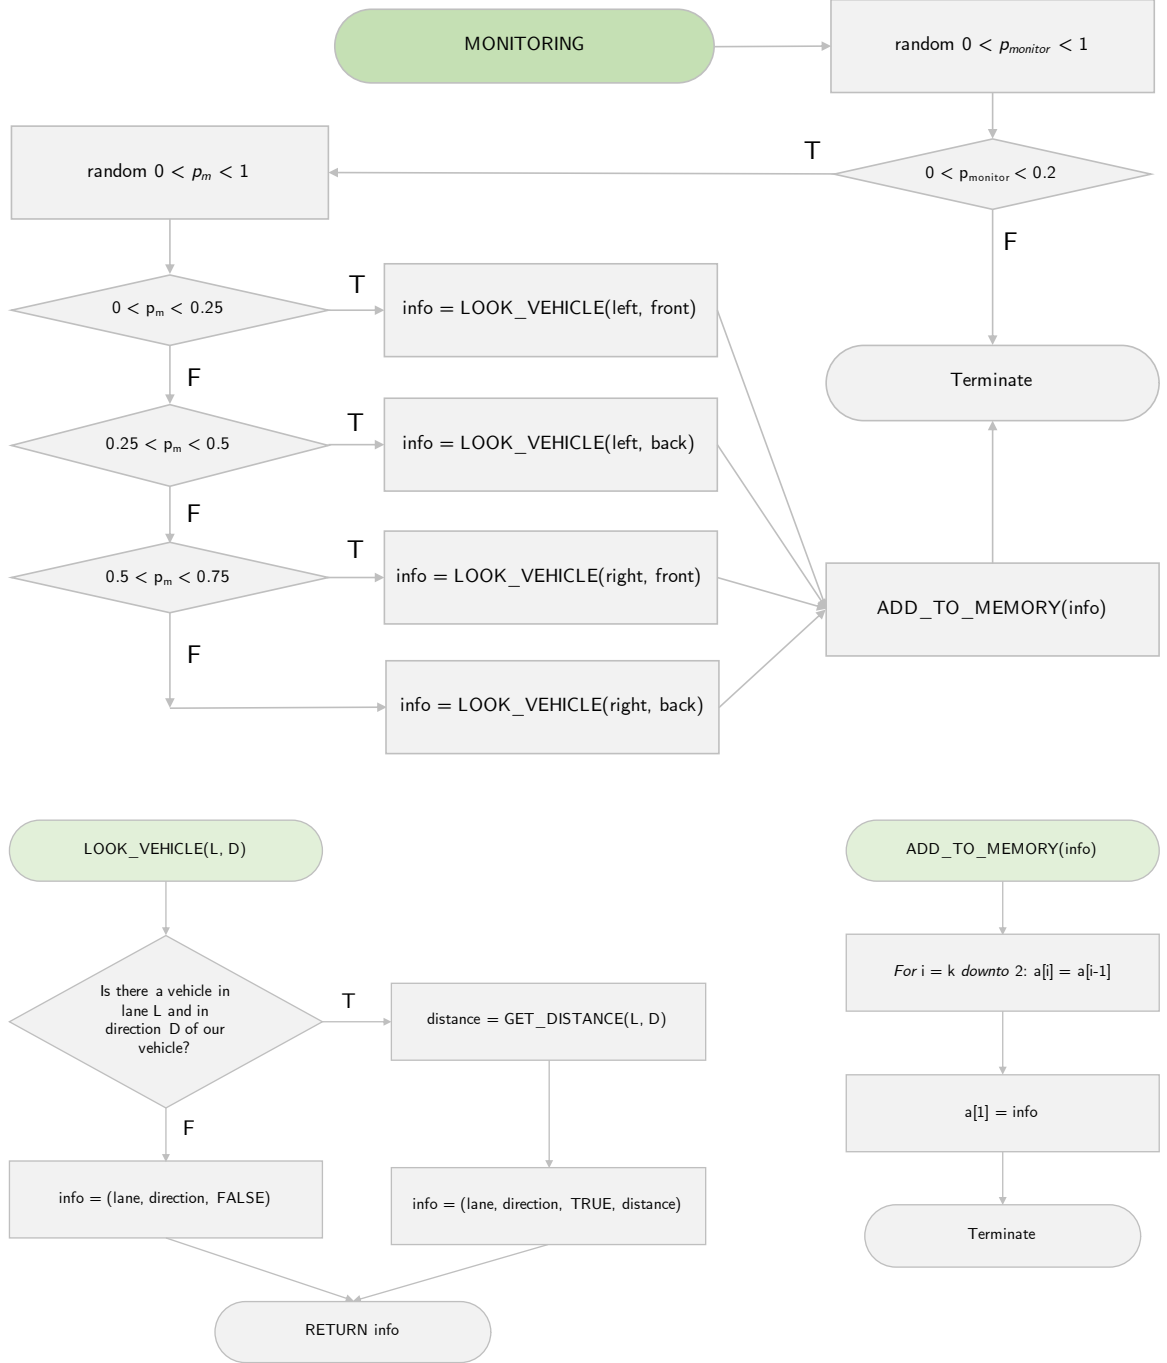 MONITORING
random 0 < p_monitor < 1
T
random 0 < p_m < 1
0 < p_monitor < 0.2
F
T
0 < p_m < 0.25
info = LOOK_VEHICLE(left, front)
F
Terminate
T
0.25 < p_m < 0.5
info = LOOK_VEHICLE(left, back)
F
T
0.5 < p_m < 0.75
info = LOOK_VEHICLE(right, front)
ADD_TO_MEMORY(info)
F
info = LOOK_VEHICLE(right, back)
LOOK_VEHICLE(L, D)
Is there a vehicle in
lane L and in
direction D of our
vehicle?
T
distance = GET_DISTANCE(L, D)
F
info = (lane, direction, FALSE)
info = (lane, direction, TRUE, distance)
RETURN info
ADD_TO_MEMORY(info)
For i = k downto 2: a[i] = a[i-1]
a[1] = info
Terminate